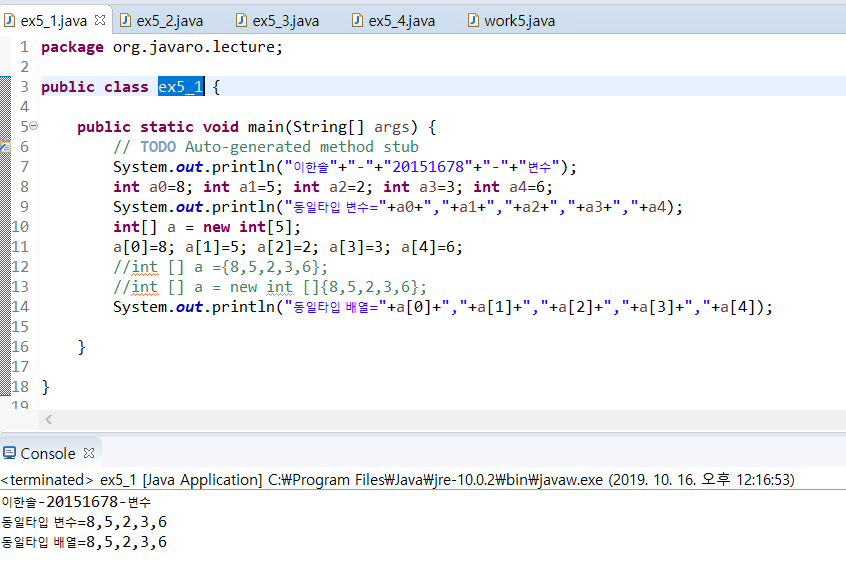 ex5_1.java ex5_2.java ex5_3.java ex5_4.java work5.java
1 package org.javaro.lecture;
2
3 public class ex5_1 {
4
5 public static void main(String[] args) {
6 // TODO Auto-generated method stub
7 System.out.println("이한솔"+"-"+"20151678"+"-"+"변수");
8 int a0=8; int a1=5; int a2=2; int a3=3; int a4=6;
9 System.out.println("동일타입 변수="+a0+","+a1+","+a2+","+a3+","+a4);
10 int[] a = new int[5];
11 a[0]=8; a[1]=5; a[2]=2; a[3]=3; a[4]=6;
12 //int [] a ={8,5,2,3,6};
13 //int [] a = new int []{8,5,2,3,6};
14 System.out.println("동일타입 배열="+a[0]+","+a[1]+","+a[2]+","+a[3]+","+a[4]);
15
16 }
17
18 }
19
Console
<terminated> ex5_1 [Java Application] C:₩Program Files₩Java₩jre-10.0.2₩bin₩javaw.exe (2019. 10. 16. 오후 12:16:53)
이한솔-20151678-변수
동일타입 변수=8,5,2,3,6
동일타입 배열=8,5,2,3,6